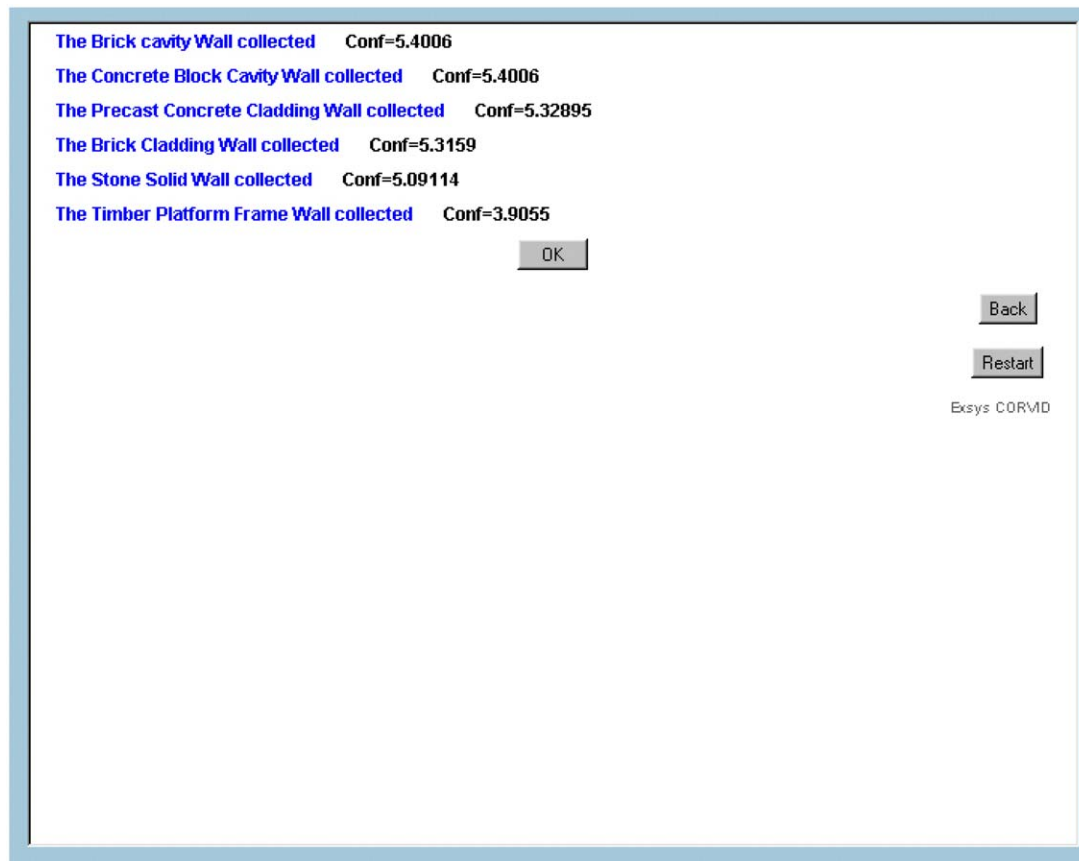 The Brick cavity Wall collected Conf=5.4006
The Concrete Block Cavity Wall collected Conf=5.4006
The Precast Concrete Cladding Wall collected Conf=5.32895
The Brick Cladding Wall collected Conf=5.3159
The Stone Solid Wall collected Conf=5.09114
The Timber Platform Frame Wall collected Conf=3.9055
OK
Back
Restart
Exsys CORVID